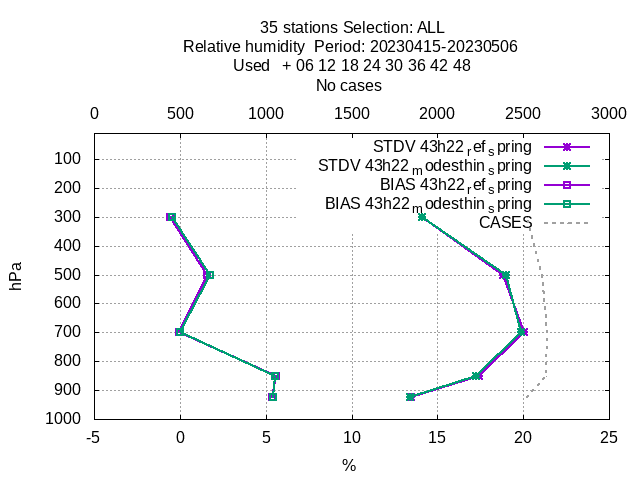 35 stations Selection: ALL
Relative humidity  Period: 20230415-20230506
Used   + 06 12 18 24 30 36 42 48
No cases
0 500 1000 1500 2000 2500 3000
STDV 43h22_ref_spring
STDV 43h22_modesthin_spring
BIAS 43h22_ref_spring
BIAS 43h22_modesthin_spring
CASES
100
200
300
400
500
600
700
800
900
1000
hPa
-5 0 5 10 15 20 25
%